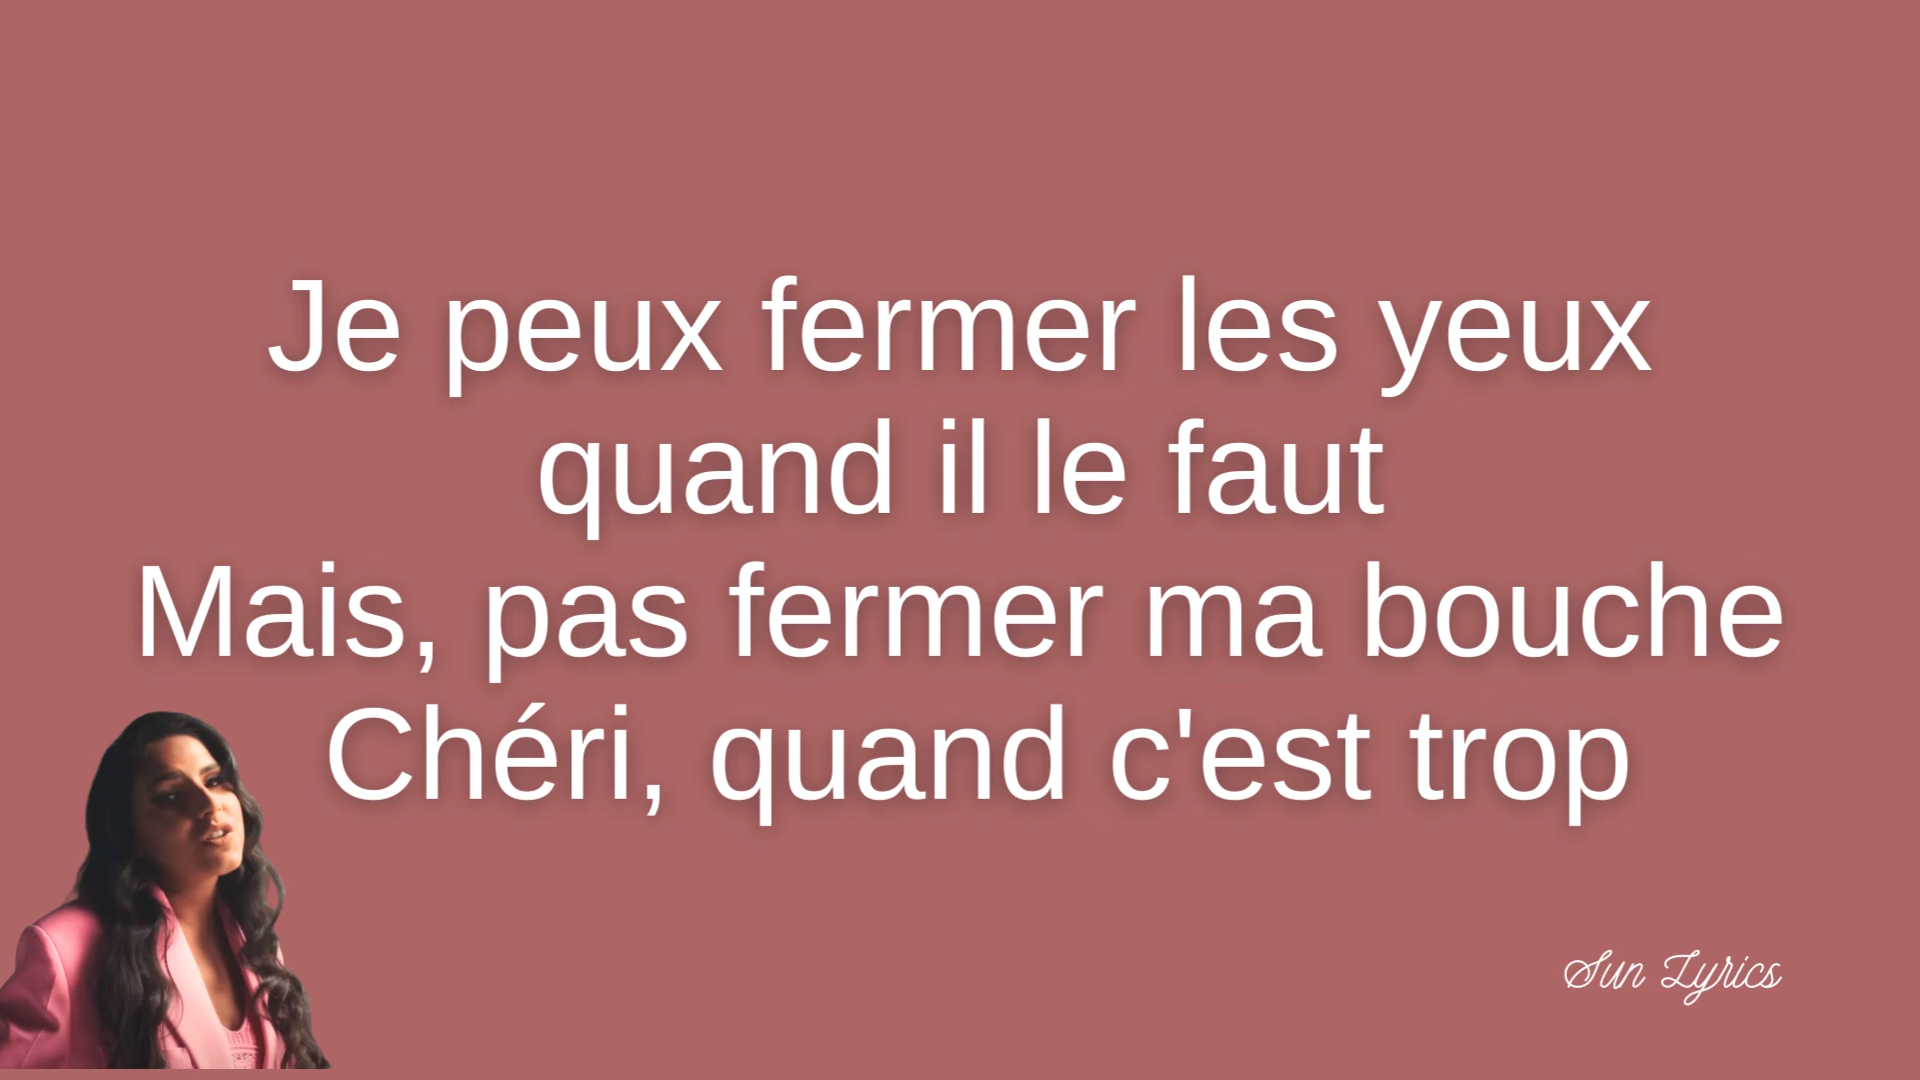 Je peux fermer les yeux
quand il le faut
Mais, pas fermer ma bouche
Chéri, quand c'est trop
Sun Lyrics